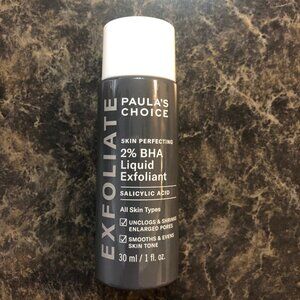 EXFOLIATE
PAULA'S
CHOICE
SKIN PERFECTING
2% BHA
Liquid
Exfoliant
SALICYLIC ACID
All Skin Types
UNCLOGS & SHRINKS
ENLARGED PORES
SMOOTHS & EVENS
SKIN TONE
30 ml / 1 fl. oz.